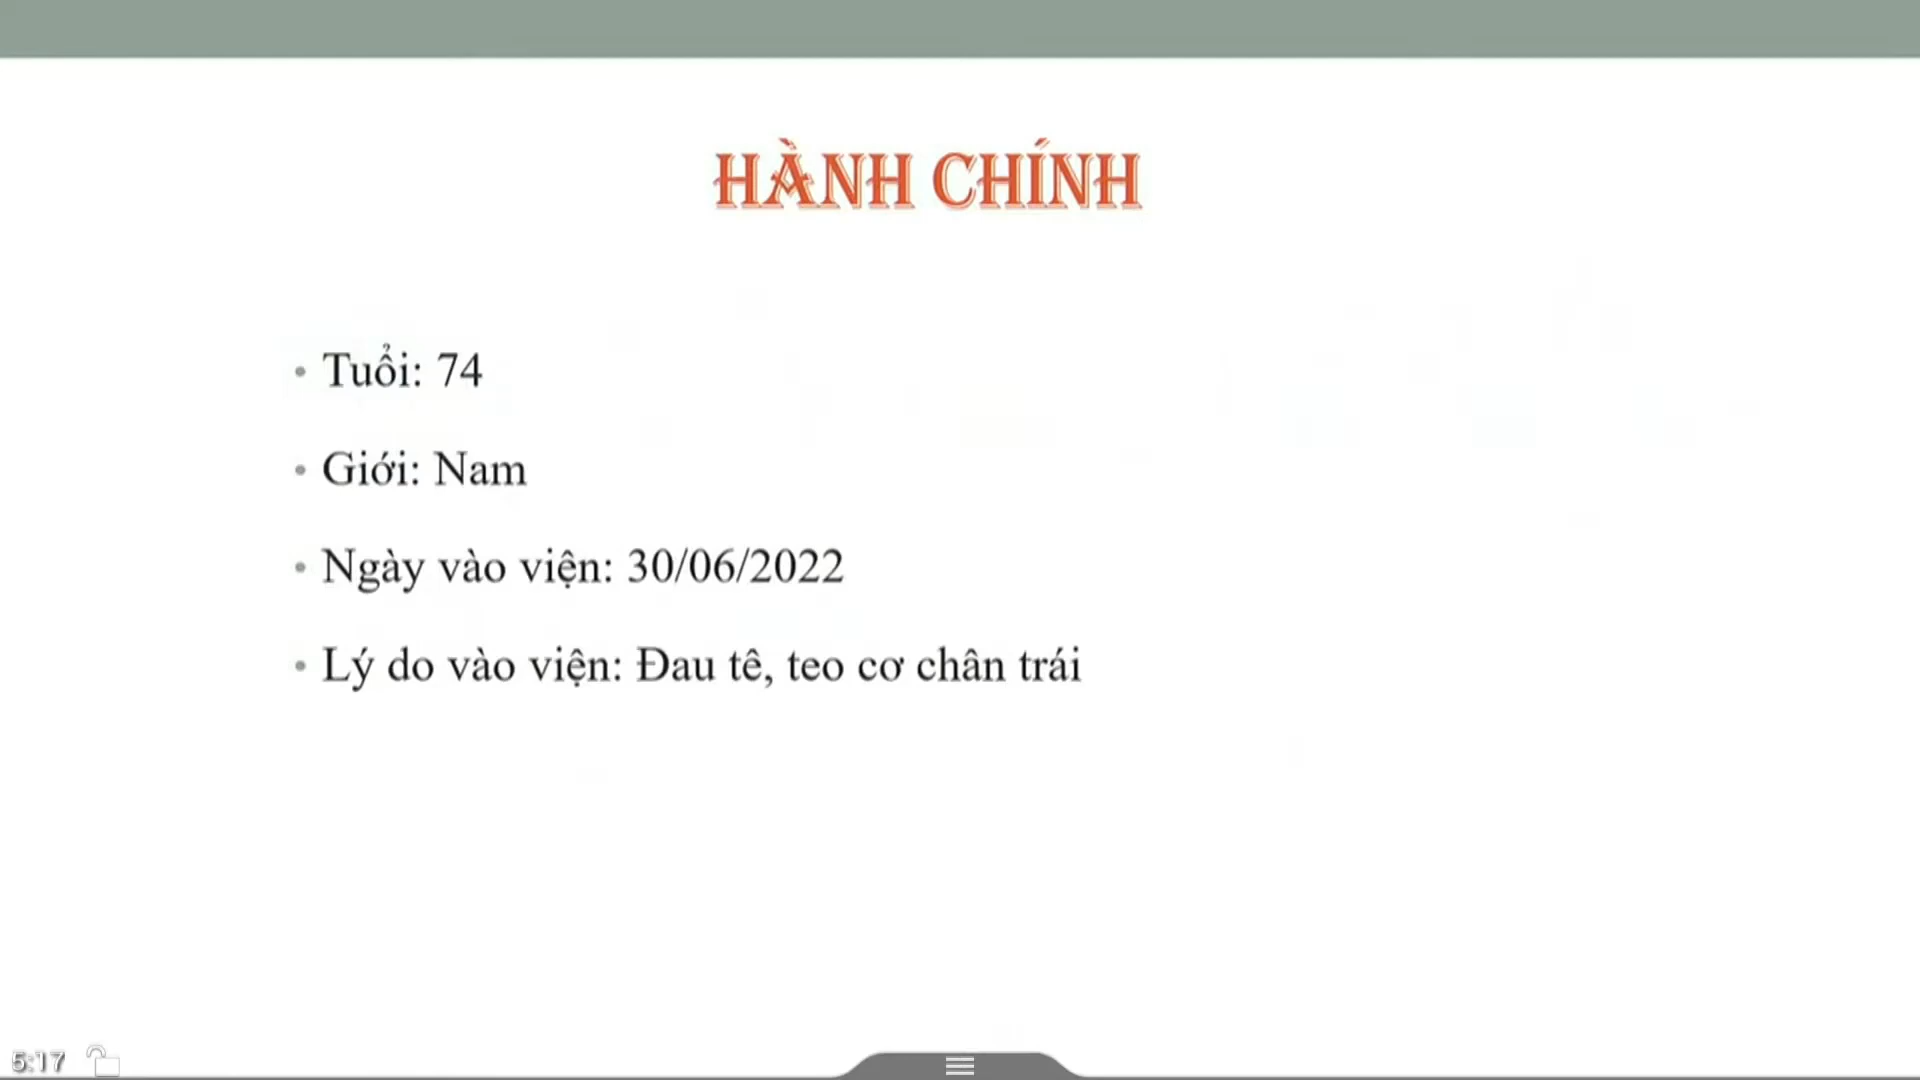 HÀNH CHÍNH
• Tuổi: 74
• Giới: Nam
• Ngày vào viện: 30/06/2022
• Lý do vào viện: Đau tê, teo cơ chân trái
5:17